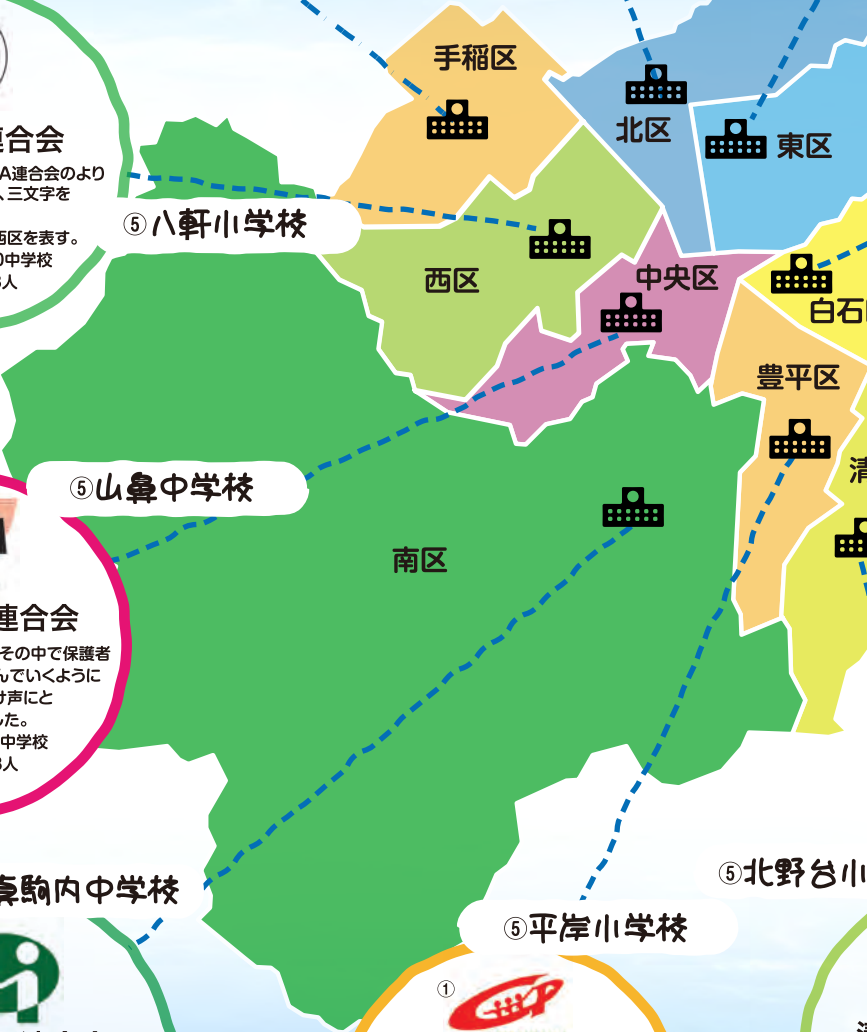 手稲区
北区
東区
連合会
A連合会のより
、三文字を
西区を表す。
中学校
人
⑤八軒小学校
西区
中央区
白石
豊平区
清
⑤山鼻中学校
南区
連合会
その中で保護者
んでいくように
け声にと
した。
中学校
人
真駒内中学校
⑤北野台小
⑤平岸小学校
①